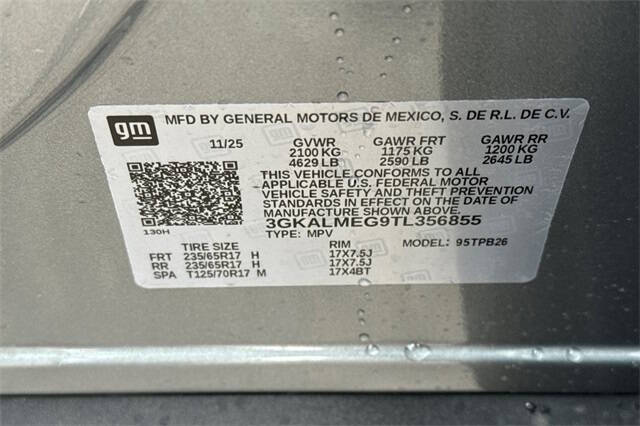 gm MFD BY GENERAL MOTORS DE MEXICO, S. DE R.L. DE C.V.
11/25 GVWR GAWR FRT GAWR RR
2100 KG 1175 KG 1200 KG
4629 LB 2590 LB 2645 LB
THIS VEHICLE CONFORMS TO ALL
APPLICABLE U.S. FEDERAL MOTOR
VEHICLE SAFETY AND THEFT PREVENTION
STANDARDS IN EFFECT ON THE DATE OF
MANUFACTURE SHOWN ABOVE.
3GKALMEG9TL356855
130H TYPE: MPV MODEL: 95TPB26
TIRE SIZE RIM
FRT 235/65R17 H 17X7.5J
RR 235/65R17 H 17X7.5J
SPA T125/70R17 M 17X4BT